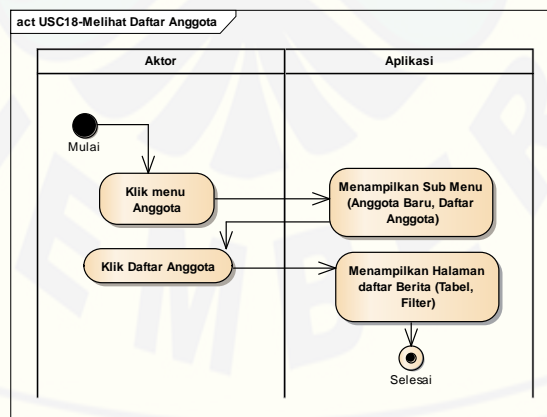 act USC18-Melihat Daftar Anggota
Aktor
Aplikasi
Mulai
Klik menu
Anggota
Menampilkan Sub Menu
(Anggota Baru, Daftar
Anggota)
Klik Daftar Anggota
Menampilkan Halaman
daftar Berita (Tabel,
Filter)
Selesai